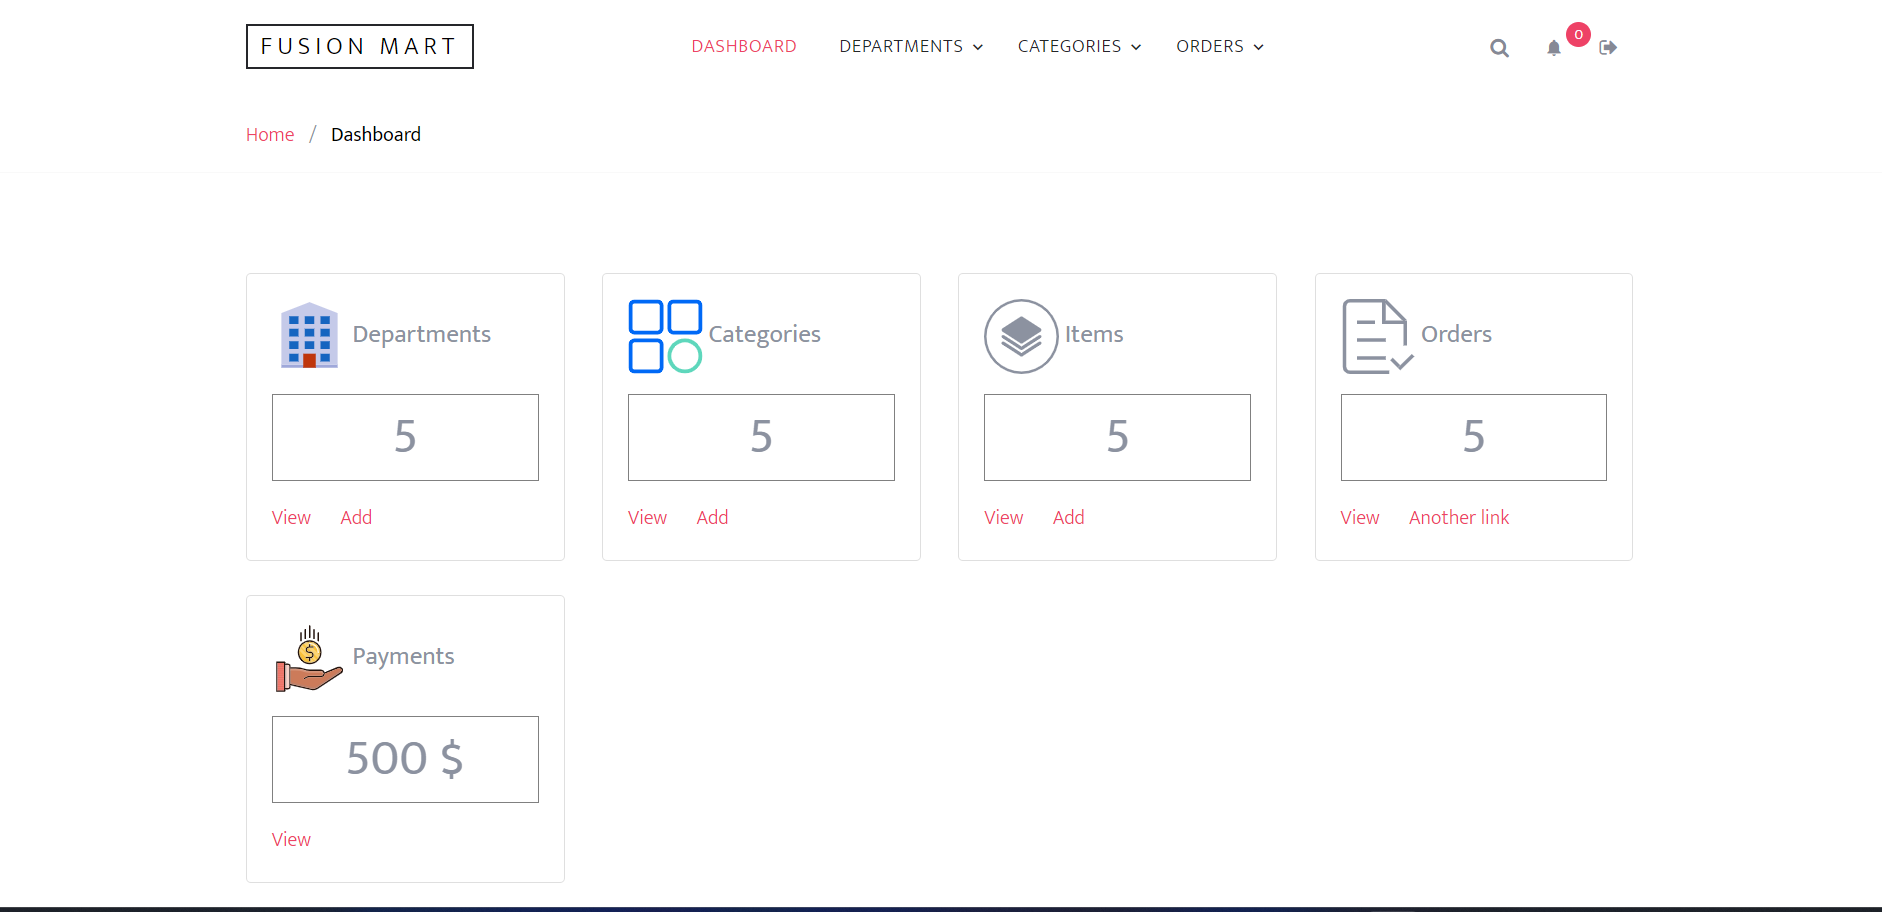 FUSION MART
DASHBOARD DEPARTMENTS CATEGORIES ORDERS 0
Home / Dashboard
Departments Categories Items Orders
5 5 5 5
View Add View Add View Add View Another link
$ Payments
500 $
View